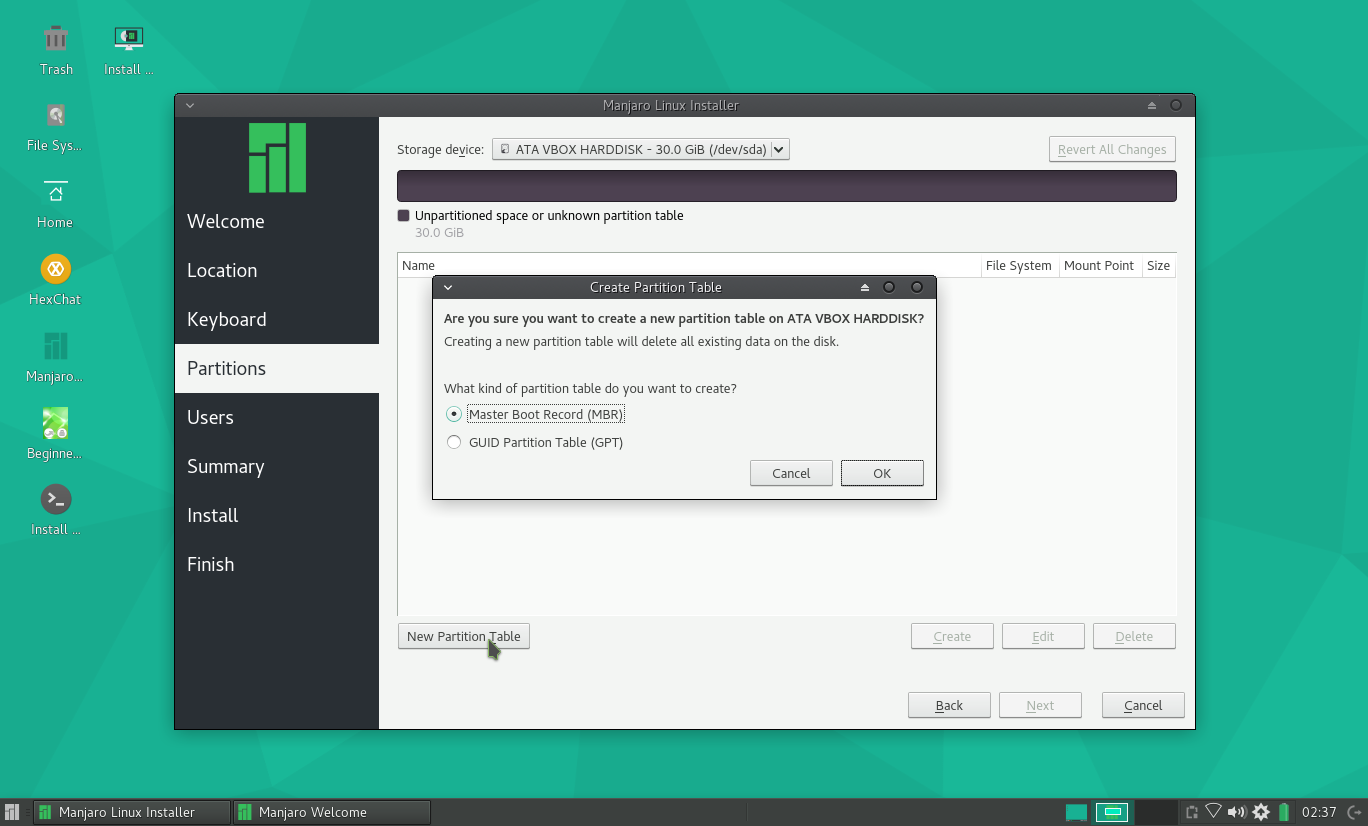 Trash
Install ...
File Sys...
Home
HexChat
Manjaro...
Beginne...
Install ...
Manjaro Linux Installer
Welcome
Location
Keyboard
Partitions
Users
Summary
Install
Finish
Storage device: ATA VBOX HARDDISK - 30.0 GiB (/dev/sda) Revert All Changes
Unpartitioned space or unknown partition table
30.0 GiB
Name File System Mount Point Size
Create Partition Table
Are you sure you want to create a new partition table on ATA VBOX HARDDISK?
Creating a new partition table will delete all existing data on the disk.
What kind of partition table do you want to create?
Master Boot Record (MBR)
GUID Partition Table (GPT)
Cancel OK
New Partition Table Create Edit Delete
Back Next Cancel
Manjaro Linux Installer Manjaro Welcome 02:37